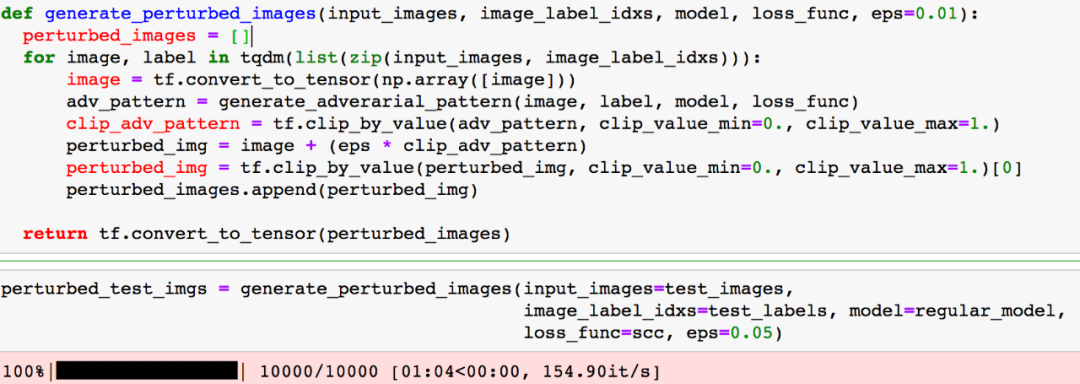 def generate_perturbed_images(input_images, image_label_idxs, model, loss_func, eps=0.01):
  perturbed_images = []
  for image, label in tqdm(list(zip(input_images, image_label_idxs))):
      image = tf.convert_to_tensor(np.array([image]))
      adv_pattern = generate_adverarial_pattern(image, label, model, loss_func)
      clip_adv_pattern = tf.clip_by_value(adv_pattern, clip_value_min=0., clip_value_max=1.)
      perturbed_img = image + (eps * clip_adv_pattern)
      perturbed_img = tf.clip_by_value(perturbed_img, clip_value_min=0., clip_value_max=1.)[0]
      perturbed_images.append(perturbed_img)
  return tf.convert_to_tensor(perturbed_images)
perturbed_test_imgs = generate_perturbed_images(input_images=test_images,
                                                image_label_idxs=test_labels, model=regular_model,
                                                loss_func=scc, eps=0.05)
100%|██████████| 10000/10000 [01:04<00:00, 154.90it/s]